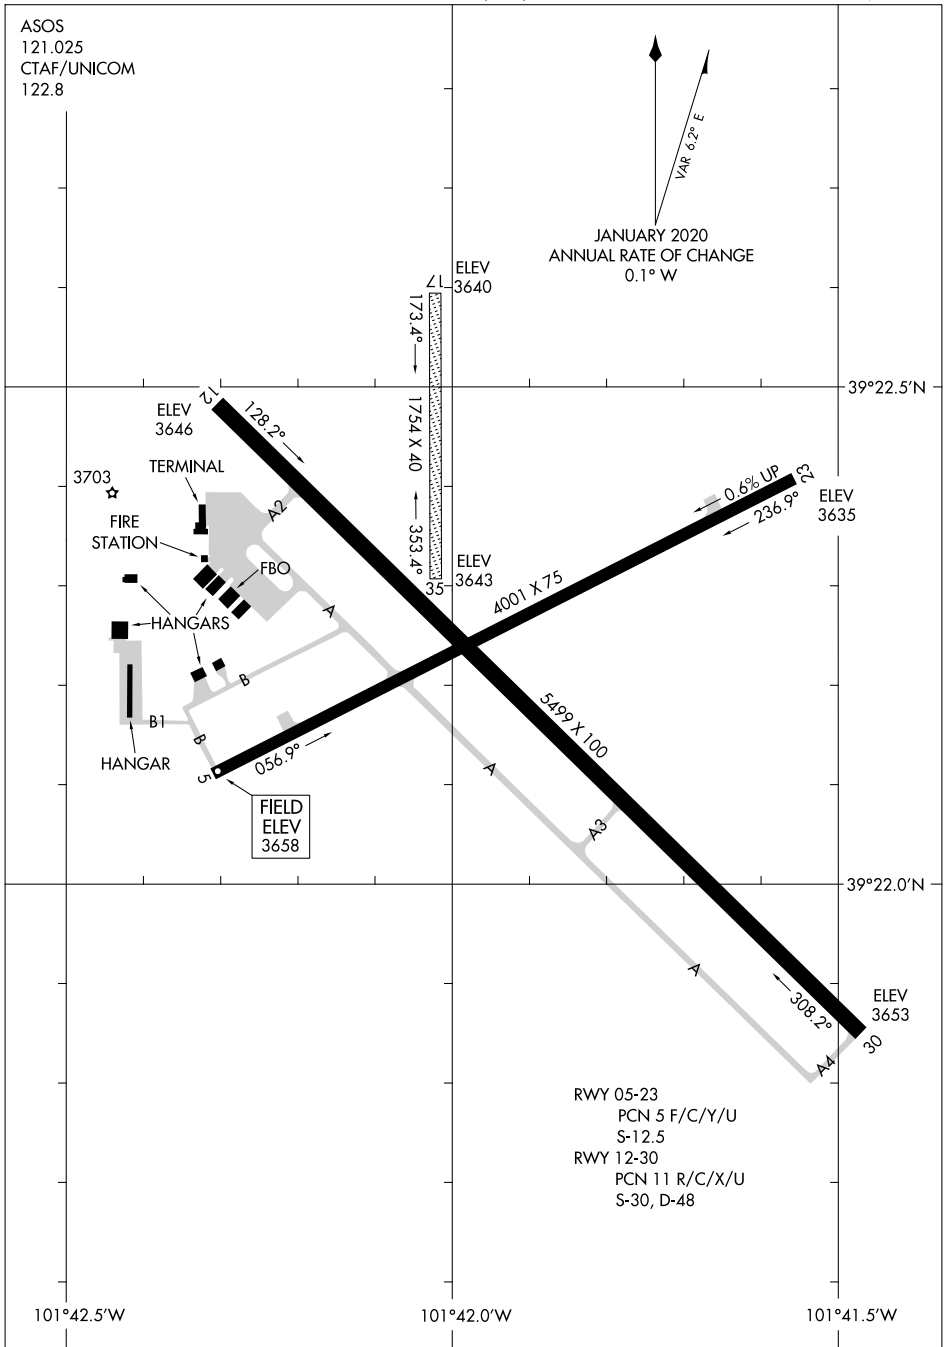 ASOS
121.025
CTAF/UNICOM
122.8
VAR 6.2° E
JANUARY 2020
ANNUAL RATE OF CHANGE
0.1° W
17
ELEV
3640
173.4°
1754 X 40
353.4°
35
ELEV
3643
39°22.5'N
12
ELEV
3646
128.2°
TERMINAL
3703
FIRE
STATION
A2
FBO
A
HANGARS
0.6% UP
236.9°
23
ELEV
3635
4001 X 75
5499 X 100
B
B1
B
HANGAR
5
056.9°
FIELD
ELEV
3658
A
A3
39°22.0'N
A
308.2°
ELEV
3653
30
A4
RWY 05-23
PCN 5 F/C/Y/U
S-12.5
RWY 12-30
PCN 11 R/C/X/U
S-30, D-48
101°42.5'W
101°42.0'W
101°41.5'W